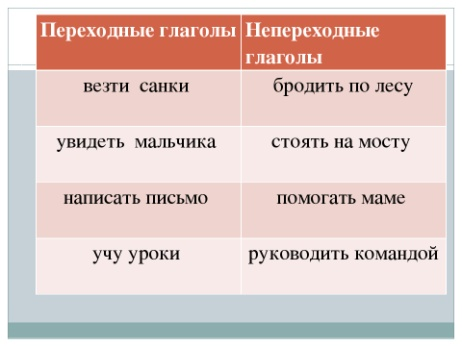 Переходные глаголы
Непереходные
глаголы
везти санки
бродить по лесу
увидеть мальчика
стоять на мосту
написать письмо
помогать маме
учу уроки
руководить командой